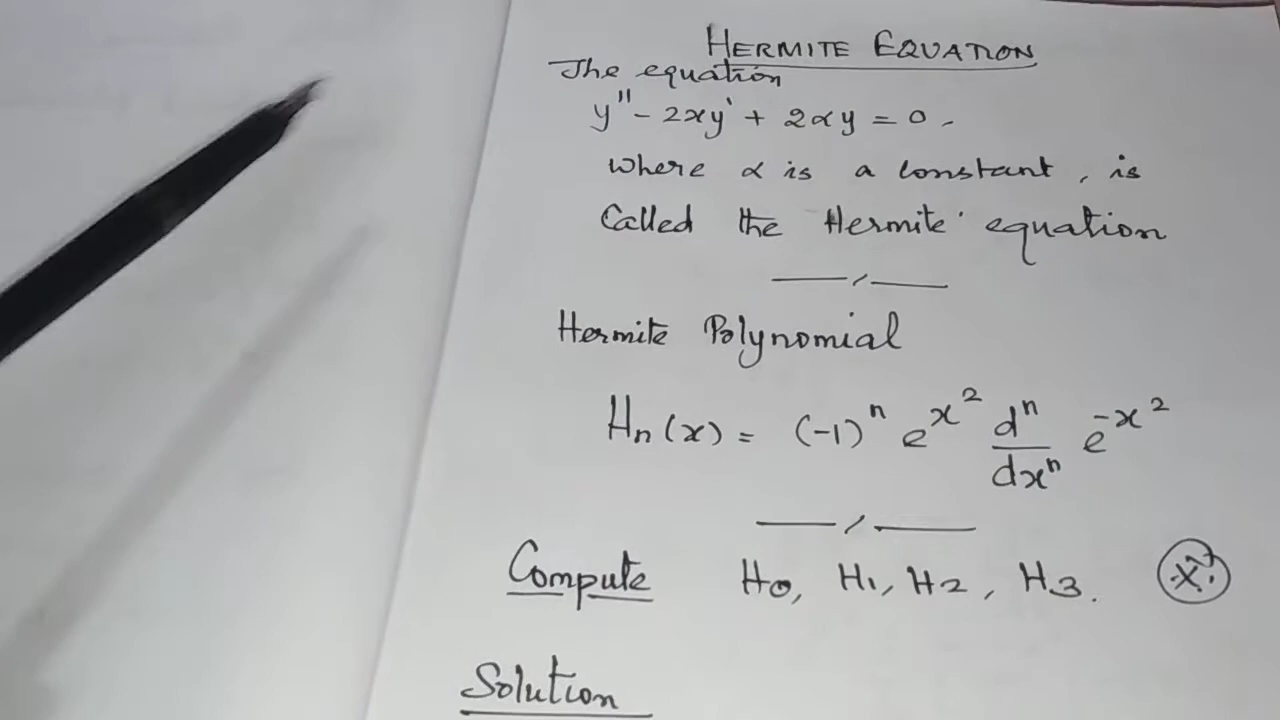 HERMITE EQUATION
The equation
y'' - 2xy' + 2αy = 0.
where α is a constant, is
Called the Hermite equation
Hermite Polynomial
Hn(x) = (-1)^n e^x^2 d^n/dx^n e^-x^2
Compute H0, H1, H2, H3.
Solution